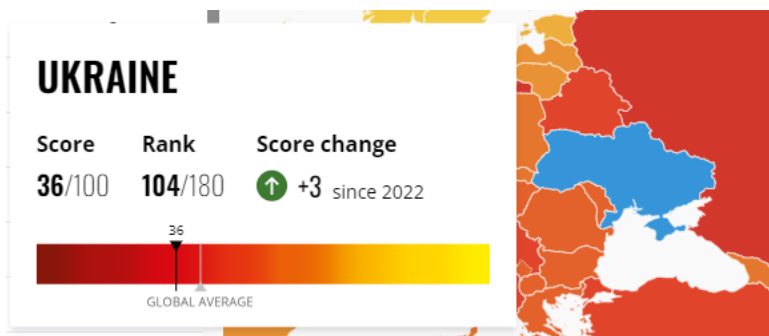 UKRAINE
Score Rank Score change
36/100 104/180 +3 since 2022
36
GLOBAL AVERAGE